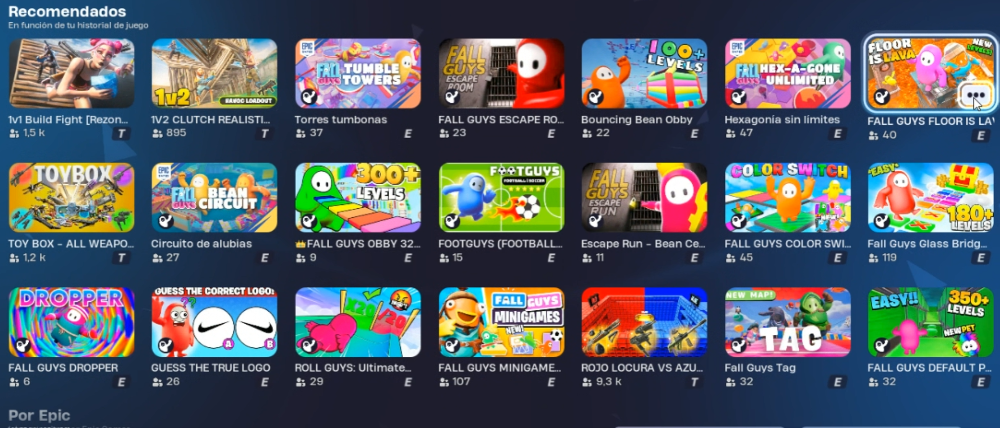 Recomendados
En función de tu historial de juego
1v2
HAVOC LOADOUT
EPIC GAMES
FALL GUYS
TUMBLE TOWERS
FALL GUYS
ESCAPE ROOM
100+ LEVELS
EPIC GAMES
FALL GUYS
HEX-A-GONE UNLIMITED
FLOOR IS LAVA
NEW LEVELS!
1v1 Build Fight [Rezon...
1V2 CLUTCH REALISTI...
Torres tumbonas
FALL GUYS ESCAPE RO...
Bouncing Bean Obby
Hexagonía sin límites
FALL GUYS FLOOR IS LAV
1,5 k T
895 T
37 E
23 E
22 E
47 E
40 E
TOYBOX
EPIC GAMES
FALL GUYS
BEAN CIRCUIT
300+ LEVELS
FOOTGUYS
FOOTBALL | SOCCER
FALL GUYS
ESCAPE RUN
COLOR SWITCH
NEW!
*EASY*
180+ LEVELS
TOY BOX - ALL WEAPO...
Circuito de alubias
👑FALL GUYS OBBY 32...
FOOTGUYS (FOOTBALL...
Escape Run - Bean Ce...
FALL GUYS COLOR SWI...
Fall Guys Glass Bridg...
1,2 k T
27 E
9 E
15 E
11 E
45 E
119 E
DROPPER
GUESS THE CORRECT LOGO!
??
A
B
X20
/20
FALL GUYS
MINIGAMES
NEW!
NEW MAP!
TAG
EASY!!
350+ LEVELS
NEW PET
FALL GUYS DROPPER
GUESS THE TRUE LOGO
ROLL GUYS: Ultimate...
FALL GUYS MINIGAME...
ROJO LOCURA VS AZU...
Fall Guys Tag
FALL GUYS DEFAULT P...
6 E
26 E
29 E
107 E
9,3 k T
32 E
32 E
Por Epic